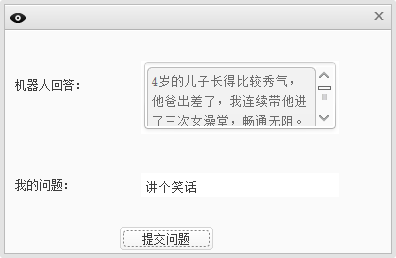 机器人回答:
4岁的儿子长得比较秀气，
他爸出差了，我连续带他进
了三次女澡堂，畅通无阻。
我的问题:
讲个笑话
提交问题